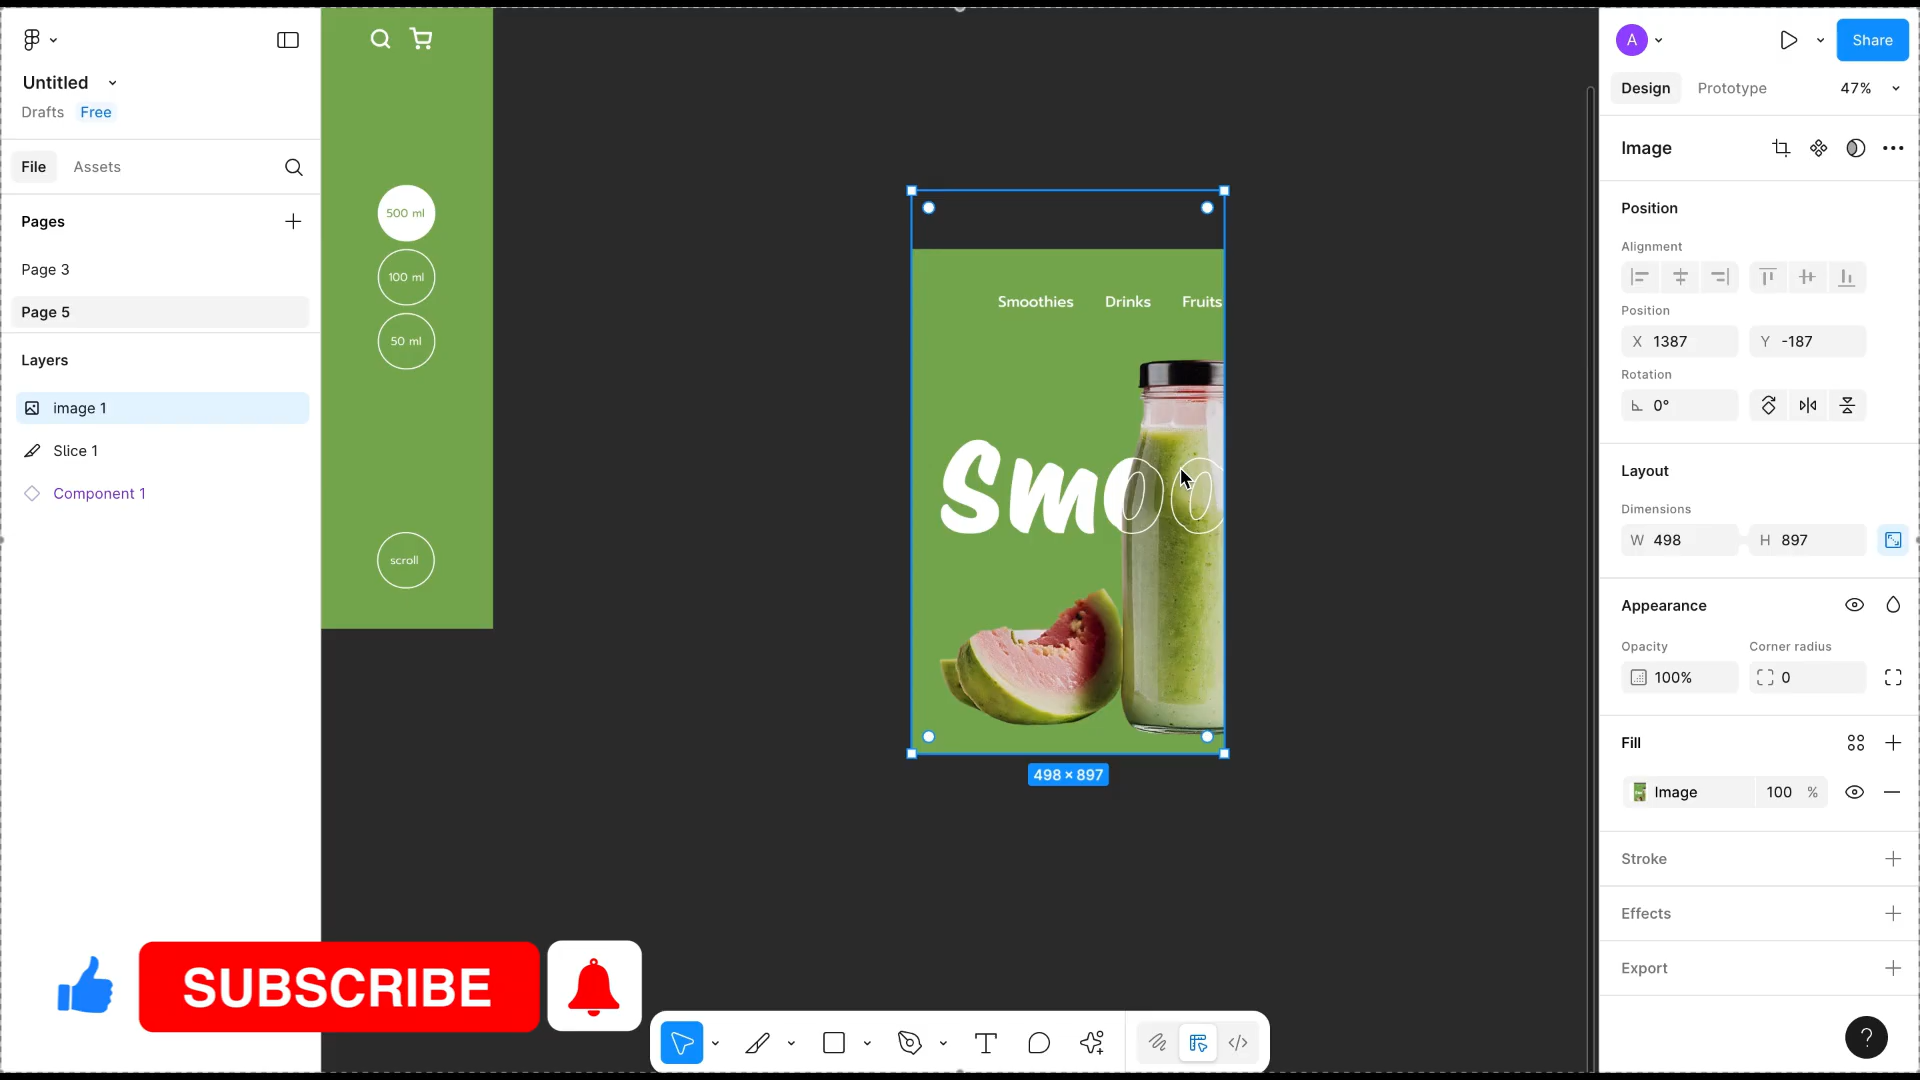 Untitled
Drafts Free
File Assets
Pages
Page 3
Page 5
Layers
image 1
Slice 1
Component 1
500 ml
100 ml
50 ml
scroll
Smoothies Drinks Fruits
Smoo
498 × 897
SUBSCRIBE
A
Share
Design Prototype 47%
Image
Position
Alignment
Position
X 1387 Y -187
Rotation
0°
Layout
Dimensions
W 498 H 897
Appearance
Opacity Corner radius
100% 0
Fill
Image 100 %
Stroke
Effects
Export
?